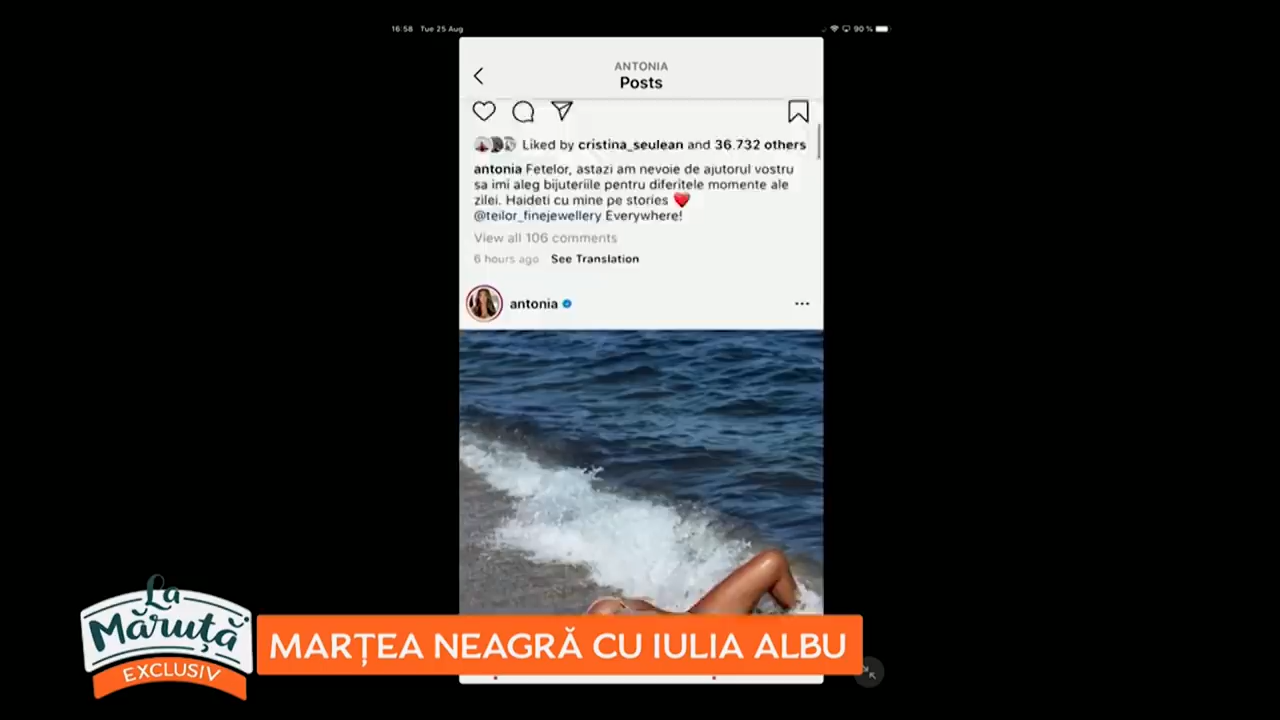 16:58 Tue 25 Aug
90 %
ANTONIA
Posts
Liked by cristina_seulean and 36.732 others
antonia Fetelor, astazi am nevoie de ajutorul vostru
sa imi aleg bijuteriile pentru diferitele momente ale
zilei. Haideti cu mine pe stories ❤️
@teilor_finejewellery Everywhere!
View all 106 comments
6 hours ago See Translation
antonia
La
Măruță
EXCLUSIV
MARȚEA NEAGRĂ CU IULIA ALBU